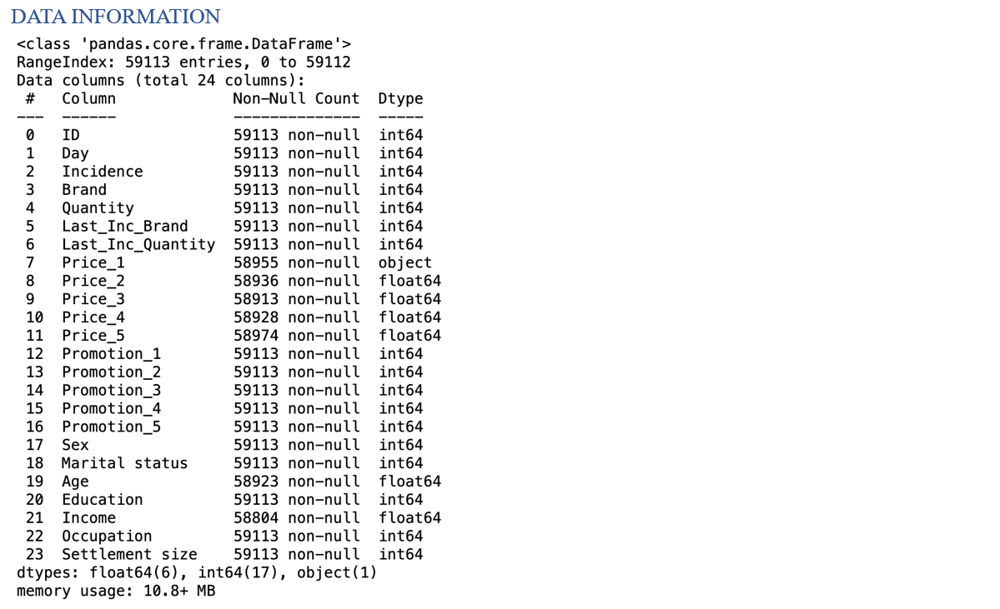 DATA INFORMATION
<class 'pandas.core.frame.DataFrame'>
RangeIndex: 59113 entries, 0 to 59112
Data columns (total 24 columns):
 #   Column             Non-Null Count  Dtype
---  ------             --------------  -----
 0   ID                 59113 non-null  int64
 1   Day                59113 non-null  int64
 2   Incidence          59113 non-null  int64
 3   Brand              59113 non-null  int64
 4   Quantity           59113 non-null  int64
 5   Last_Inc_Brand     59113 non-null  int64
 6   Last_Inc_Quantity  59113 non-null  int64
 7   Price_1            58955 non-null  object
 8   Price_2            58936 non-null  float64
 9   Price_3            58913 non-null  float64
 10  Price_4            58928 non-null  float64
 11  Price_5            58974 non-null  float64
 12  Promotion_1        59113 non-null  int64
 13  Promotion_2        59113 non-null  int64
 14  Promotion_3        59113 non-null  int64
 15  Promotion_4        59113 non-null  int64
 16  Promotion_5        59113 non-null  int64
 17  Sex                59113 non-null  int64
 18  Marital status     59113 non-null  int64
 19  Age                58923 non-null  float64
 20  Education          59113 non-null  int64
 21  Income             58804 non-null  float64
 22  Occupation         59113 non-null  int64
 23  Settlement size    59113 non-null  int64
dtypes: float64(6), int64(17), object(1)
memory usage: 10.8+ MB